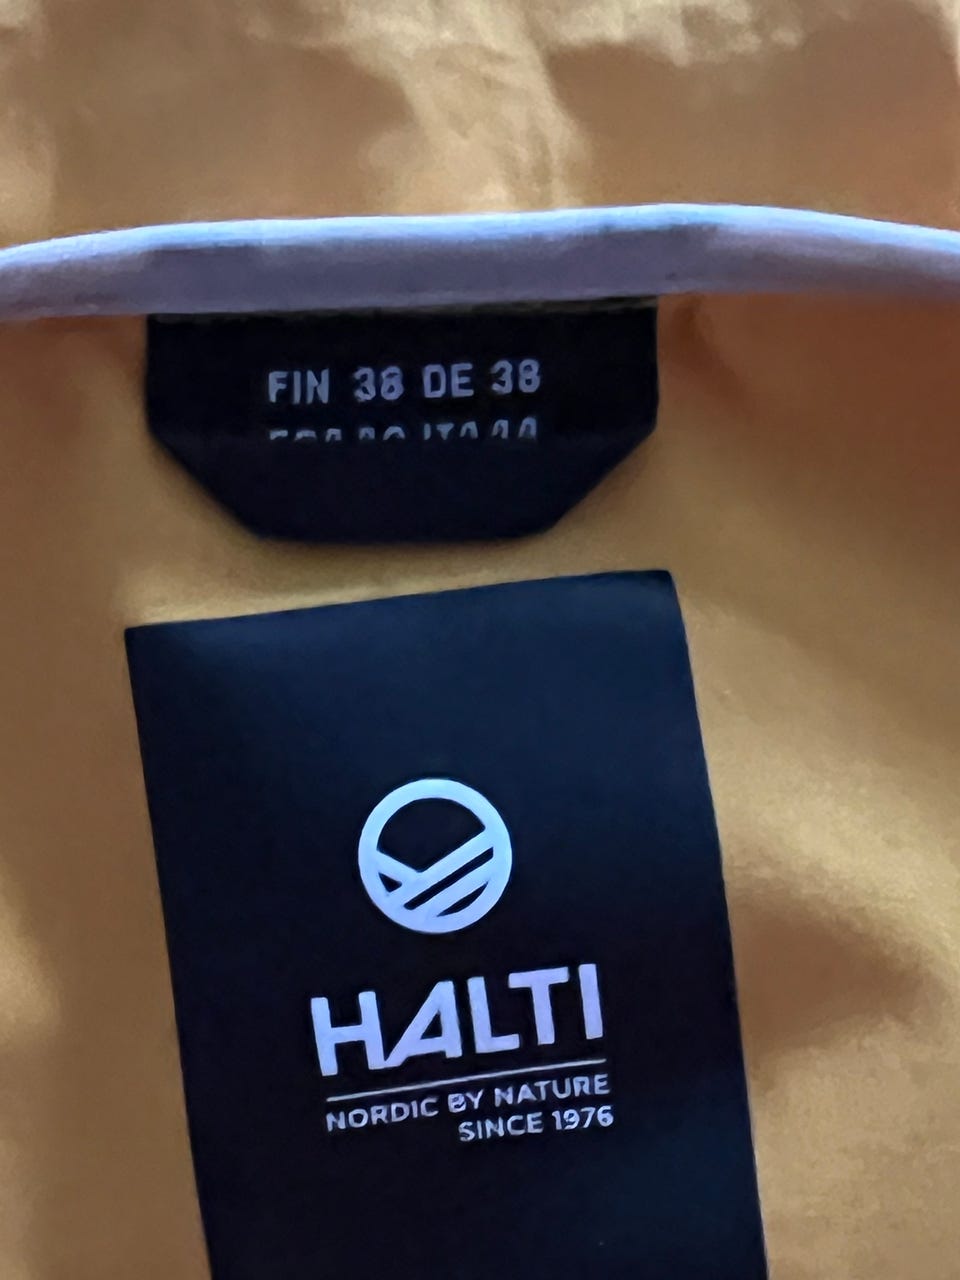 FIN 38 DE 38
HALTI
NORDIC BY NATURE
SINCE 1976